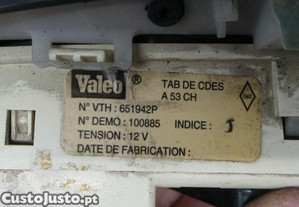 Valeo ®
TAB DE CDES
A 53 CH
N° VTH : 651942P
N° DEMO : 100885 INDICE : J
TENSION : 12 V
DATE DE FABRICATION :
CustoJusto.pt